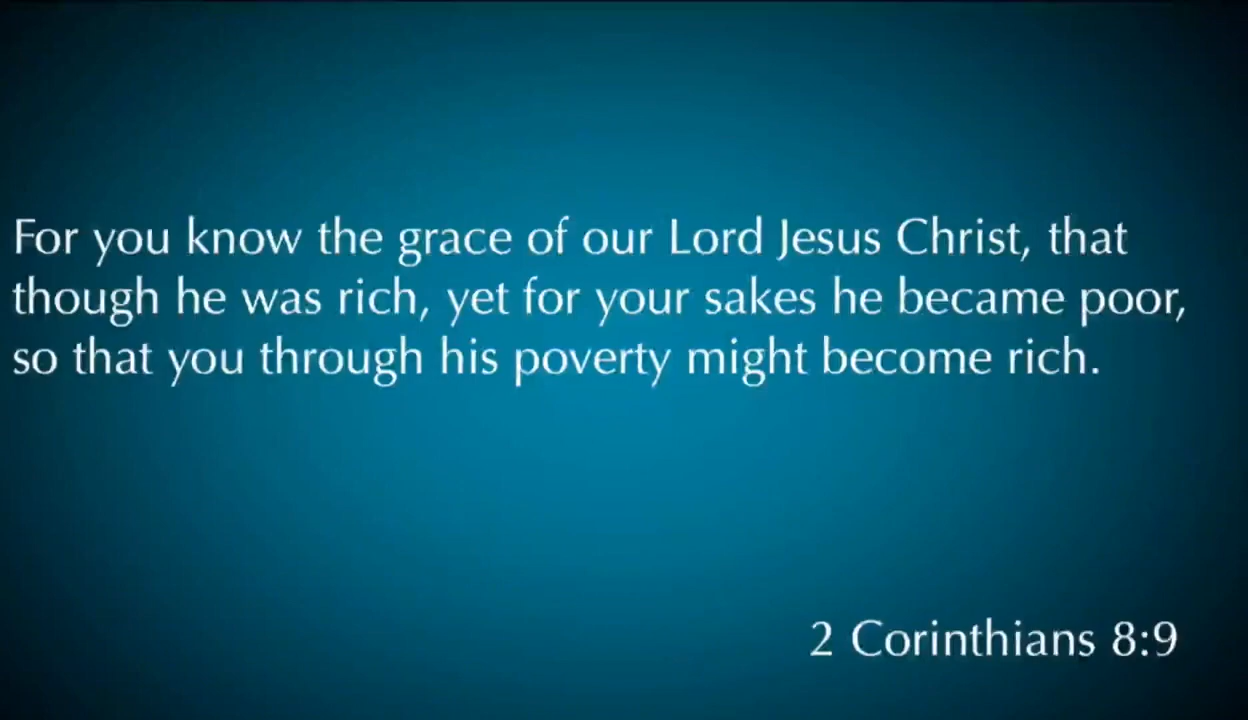 For you know the grace of our Lord Jesus Christ, that
though he was rich, yet for your sakes he became poor,
so that you through his poverty might become rich.
2 Corinthians 8:9